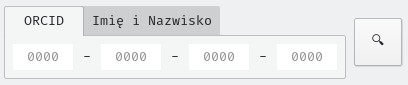 ORCID Imię i Nazwisko
0000 – 0000 – 0000 – 0000